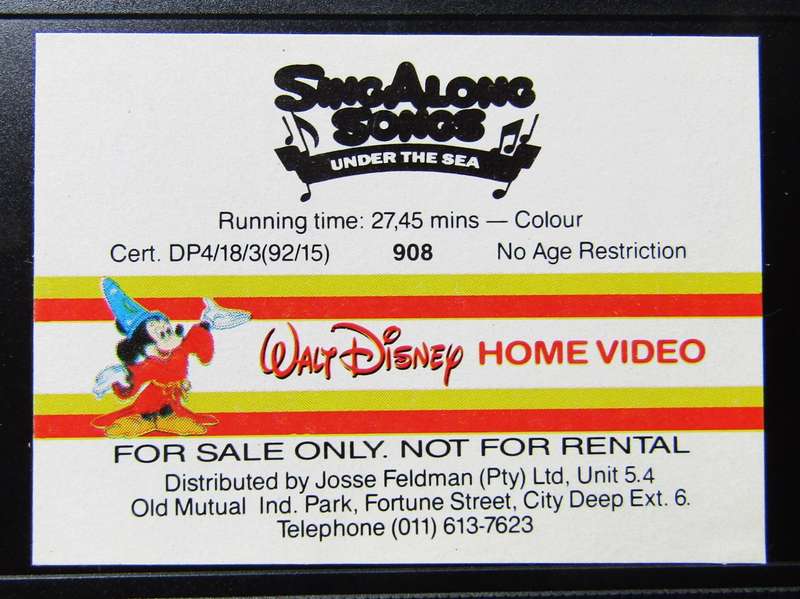 SING ALONG
SONGS
UNDER THE SEA
Running time: 27,45 mins — Colour
Cert. DP4/18/3(92/15) 908 No Age Restriction
WALT DISNEY HOME VIDEO
FOR SALE ONLY. NOT FOR RENTAL
Distributed by Josse Feldman (Pty) Ltd, Unit 5.4
Old Mutual Ind. Park, Fortune Street, City Deep Ext. 6.
Telephone (011) 613-7623